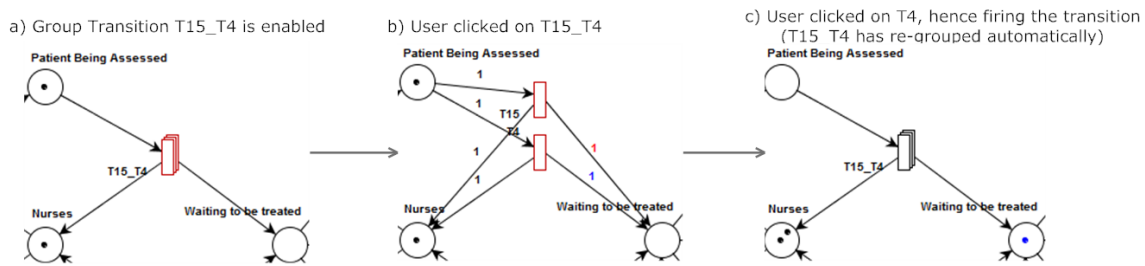 a) Group Transition T15_T4 is enabled
Patient Being Assessed
T15_T4
Nurses
Waiting to be treated
b) User clicked on T15_T4
Patient Being Assessed
1
1
T15
T4
1
1
1
1
Nurses
Waiting to be treated
c) User clicked on T4, hence firing the transition
(T15_T4 has re-grouped automatically)
Patient Being Assessed
T15_T4
Nurses
Waiting to be treated